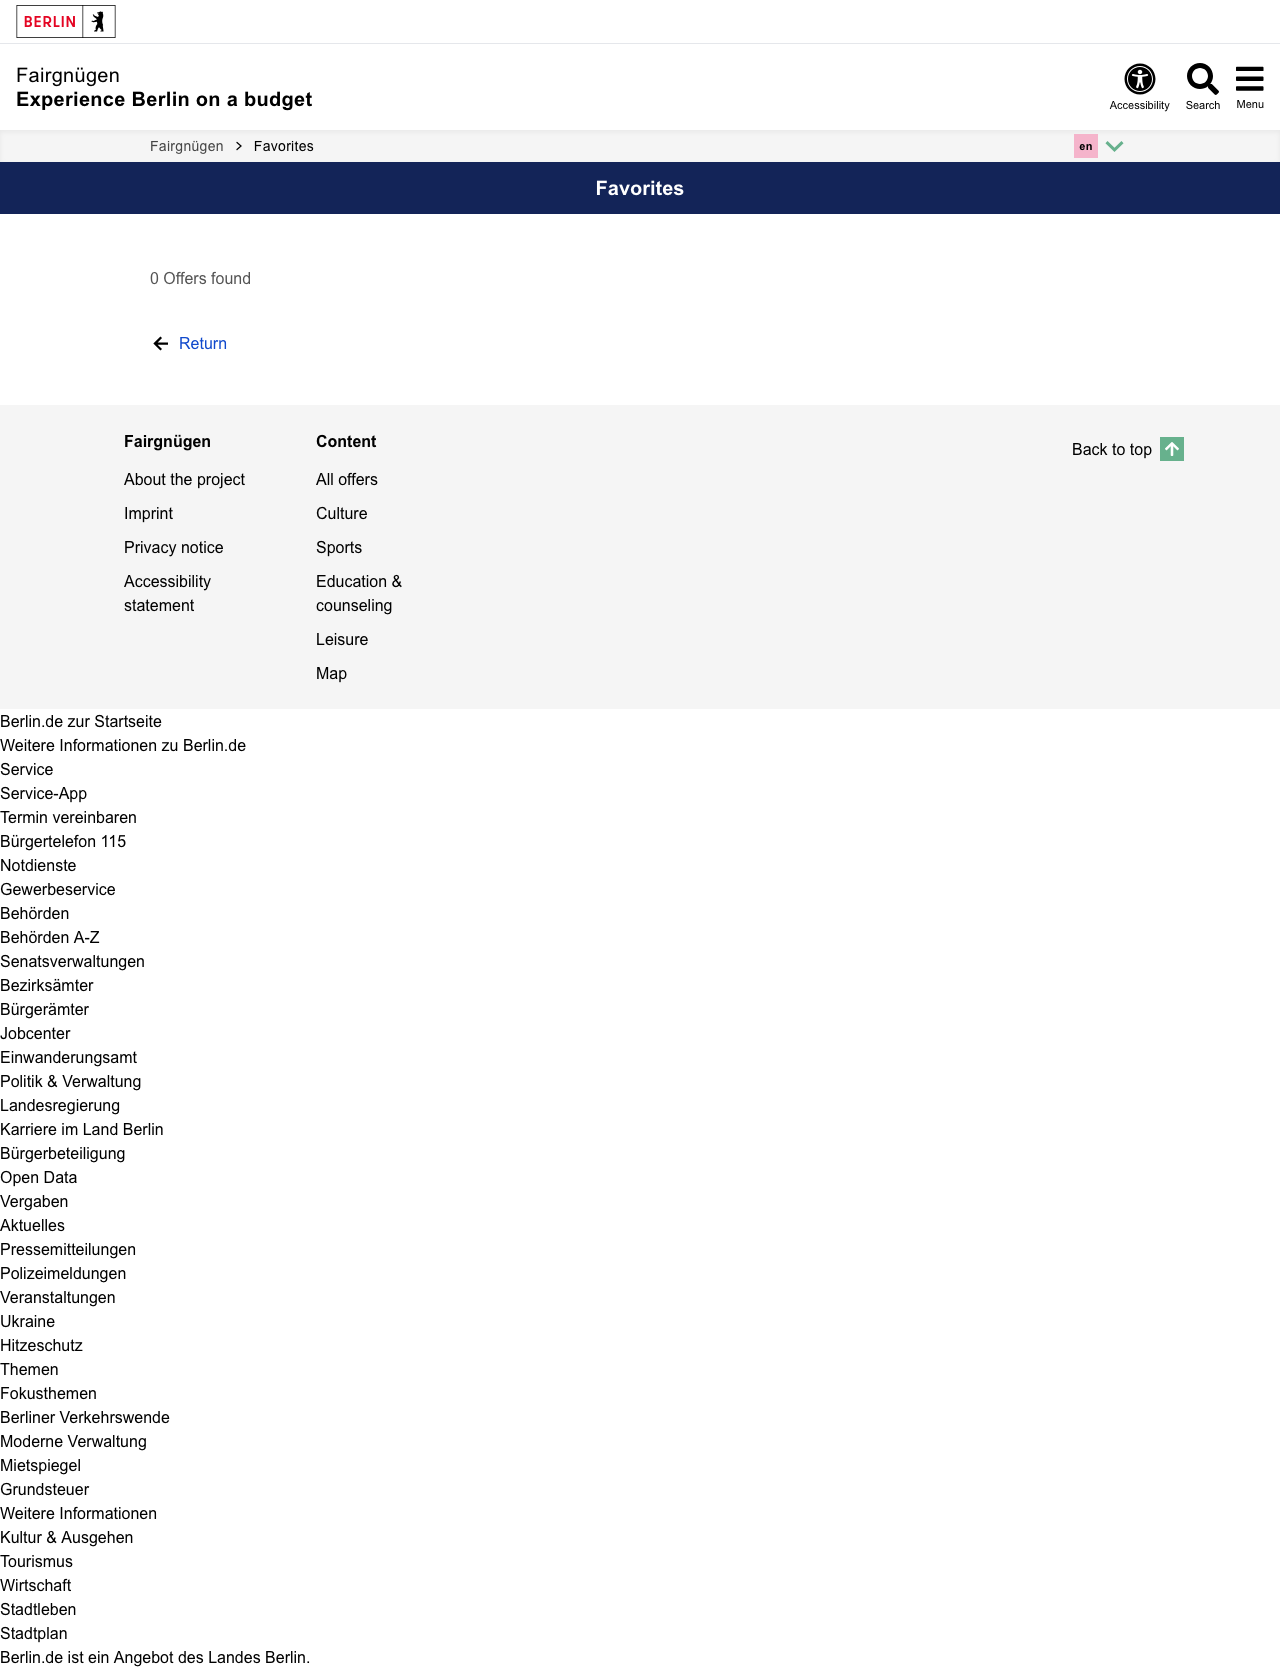 BERLIN
Fairgnügen
Experience Berlin on a budget
Accessibility
Search
Menu
Fairgnügen
Favorites
en
Favorites
0 Offers found
Return
Fairgnügen
About the project
Imprint
Privacy notice
Accessibility
statement
Content
All offers
Culture
Sports
Education &
counseling
Leisure
Map
Back to top
Berlin.de zur Startseite
Weitere Informationen zu Berlin.de
Service
Service-App
Termin vereinbaren
Bürgertelefon 115
Notdienste
Gewerbeservice
Behörden
Behörden A-Z
Senatsverwaltungen
Bezirksämter
Bürgerämter
Jobcenter
Einwanderungsamt
Politik & Verwaltung
Landesregierung
Karriere im Land Berlin
Bürgerbeteiligung
Open Data
Vergaben
Aktuelles
Pressemitteilungen
Polizeimeldungen
Veranstaltungen
Ukraine
Hitzeschutz
Themen
Fokusthemen
Berliner Verkehrswende
Moderne Verwaltung
Mietspiegel
Grundsteuer
Weitere Informationen
Kultur & Ausgehen
Tourismus
Wirtschaft
Stadtleben
Stadtplan
Berlin.de ist ein Angebot des Landes Berlin.